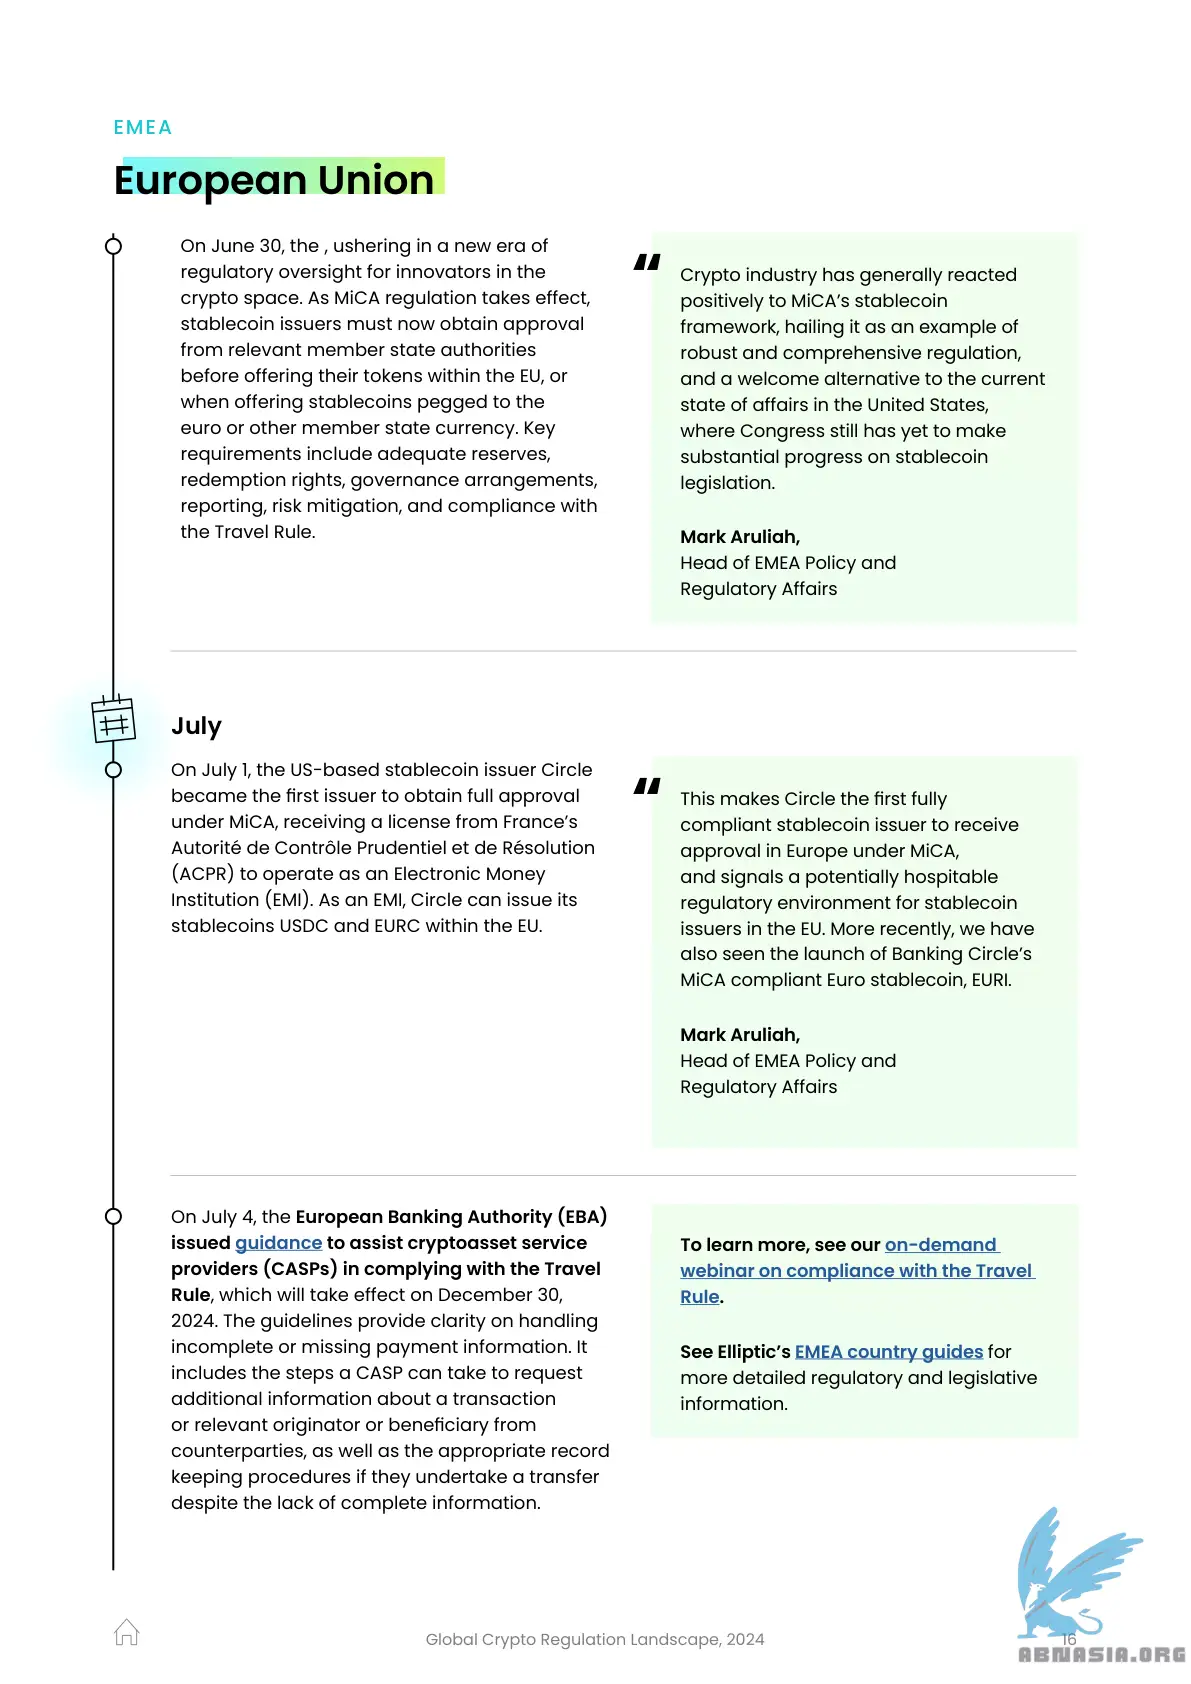 EMEA
European Union
On June 30, the , ushering in a new era of
regulatory oversight for innovators in the
crypto space. As MiCA regulation takes effect,
stablecoin issuers must now obtain approval
from relevant member state authorities
before offering their tokens within the EU, or
when offering stablecoins pegged to the
euro or other member state currency. Key
requirements include adequate reserves,
redemption rights, governance arrangements,
reporting, risk mitigation, and compliance with
the Travel Rule.
“
Crypto industry has generally reacted
positively to MiCA’s stablecoin
framework, hailing it as an example of
robust and comprehensive regulation,
and a welcome alternative to the current
state of affairs in the United States,
where Congress still has yet to make
substantial progress on stablecoin
legislation.
Mark Aruliah,
Head of EMEA Policy and
Regulatory Affairs
July
On July 1, the US-based stablecoin issuer Circle
became the first issuer to obtain full approval
under MiCA, receiving a license from France’s
Autorité de Contrôle Prudentiel et de Résolution
(ACPR) to operate as an Electronic Money
Institution (EMI). As an EMI, Circle can issue its
stablecoins USDC and EURC within the EU.
“
This makes Circle the first fully
compliant stablecoin issuer to receive
approval in Europe under MiCA,
and signals a potentially hospitable
regulatory environment for stablecoin
issuers in the EU. More recently, we have
also seen the launch of Banking Circle’s
MiCA compliant Euro stablecoin, EURI.
Mark Aruliah,
Head of EMEA Policy and
Regulatory Affairs
On July 4, the European Banking Authority (EBA)
issued guidance to assist cryptoasset service
providers (CASPs) in complying with the Travel
Rule, which will take effect on December 30,
2024. The guidelines provide clarity on handling
incomplete or missing payment information. It
includes the steps a CASP can take to request
additional information about a transaction
or relevant originator or beneficiary from
counterparties, as well as the appropriate record
keeping procedures if they undertake a transfer
despite the lack of complete information.
To learn more, see our on-demand
webinar on compliance with the Travel
Rule.
See Elliptic’s EMEA country guides for
more detailed regulatory and legislative
information.
Global Crypto Regulation Landscape, 2024
16
ABNASIA.ORG